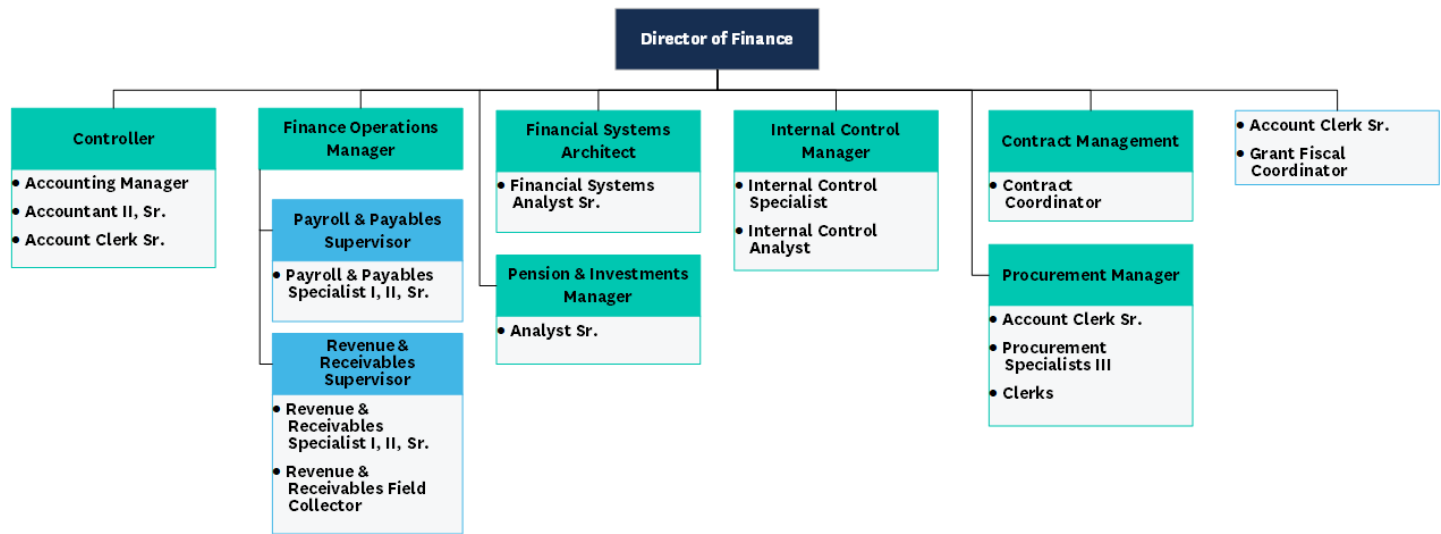 Director of Finance
Controller
• Accounting Manager
• Accountant II, Sr.
• Account Clerk Sr.
Finance Operations
Manager
Payroll & Payables
Supervisor
• Payroll & Payables
Specialist I, II, Sr.
Revenue &
Receivables
Supervisor
• Revenue &
Receivables
Specialist I, II, Sr.
• Revenue &
Receivables Field
Collector
Financial Systems
Architect
• Financial Systems
Analyst Sr.
Pension & Investments
Manager
• Analyst Sr.
Internal Control
Manager
• Internal Control
Specialist
• Internal Control
Analyst
Contract Management
• Contract
Coordinator
Procurement Manager
• Account Clerk Sr.
• Procurement
Specialists III
• Clerks
• Account Clerk Sr.
• Grant Fiscal
Coordinator